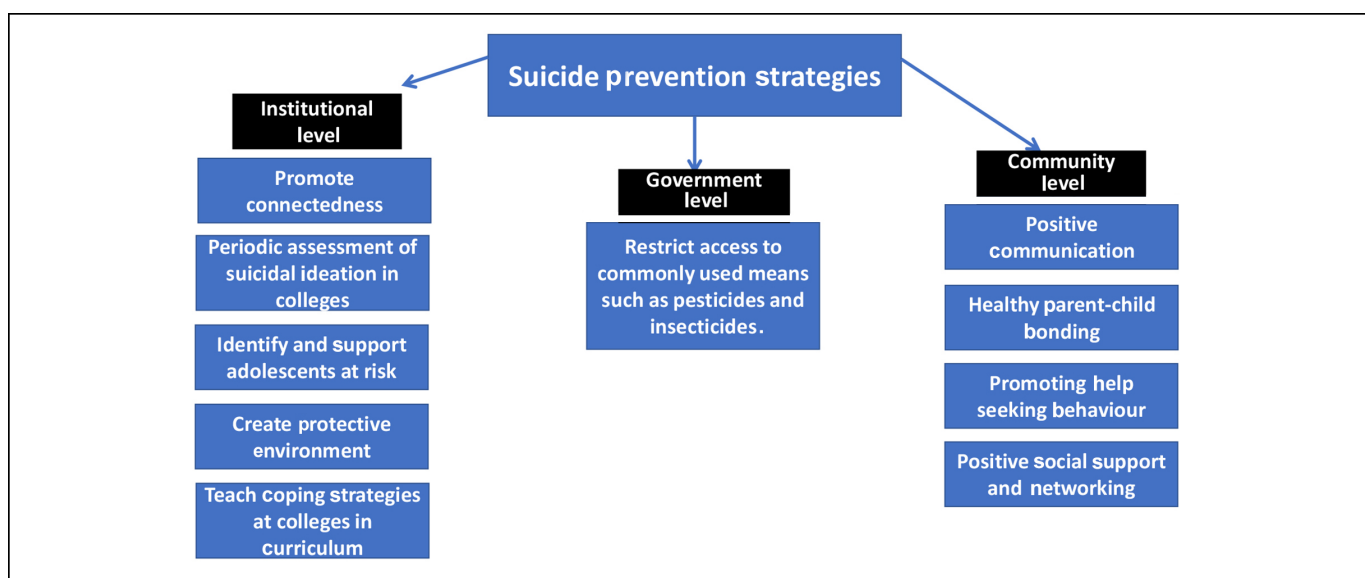 Suicide prevention strategies
Institutional
level
Promote
connectedness
Periodic assessment of
suicidal ideation in
colleges
Identify and support
adolescents at risk
Create protective
environment
Teach coping strategies
at colleges in
curriculum
Government
level
Restrict access to
commonly used means
such as pesticides and
insecticides.
Community
level
Positive
communication
Healthy parent-child
bonding
Promoting help
seeking behaviour
Positive social support
and networking